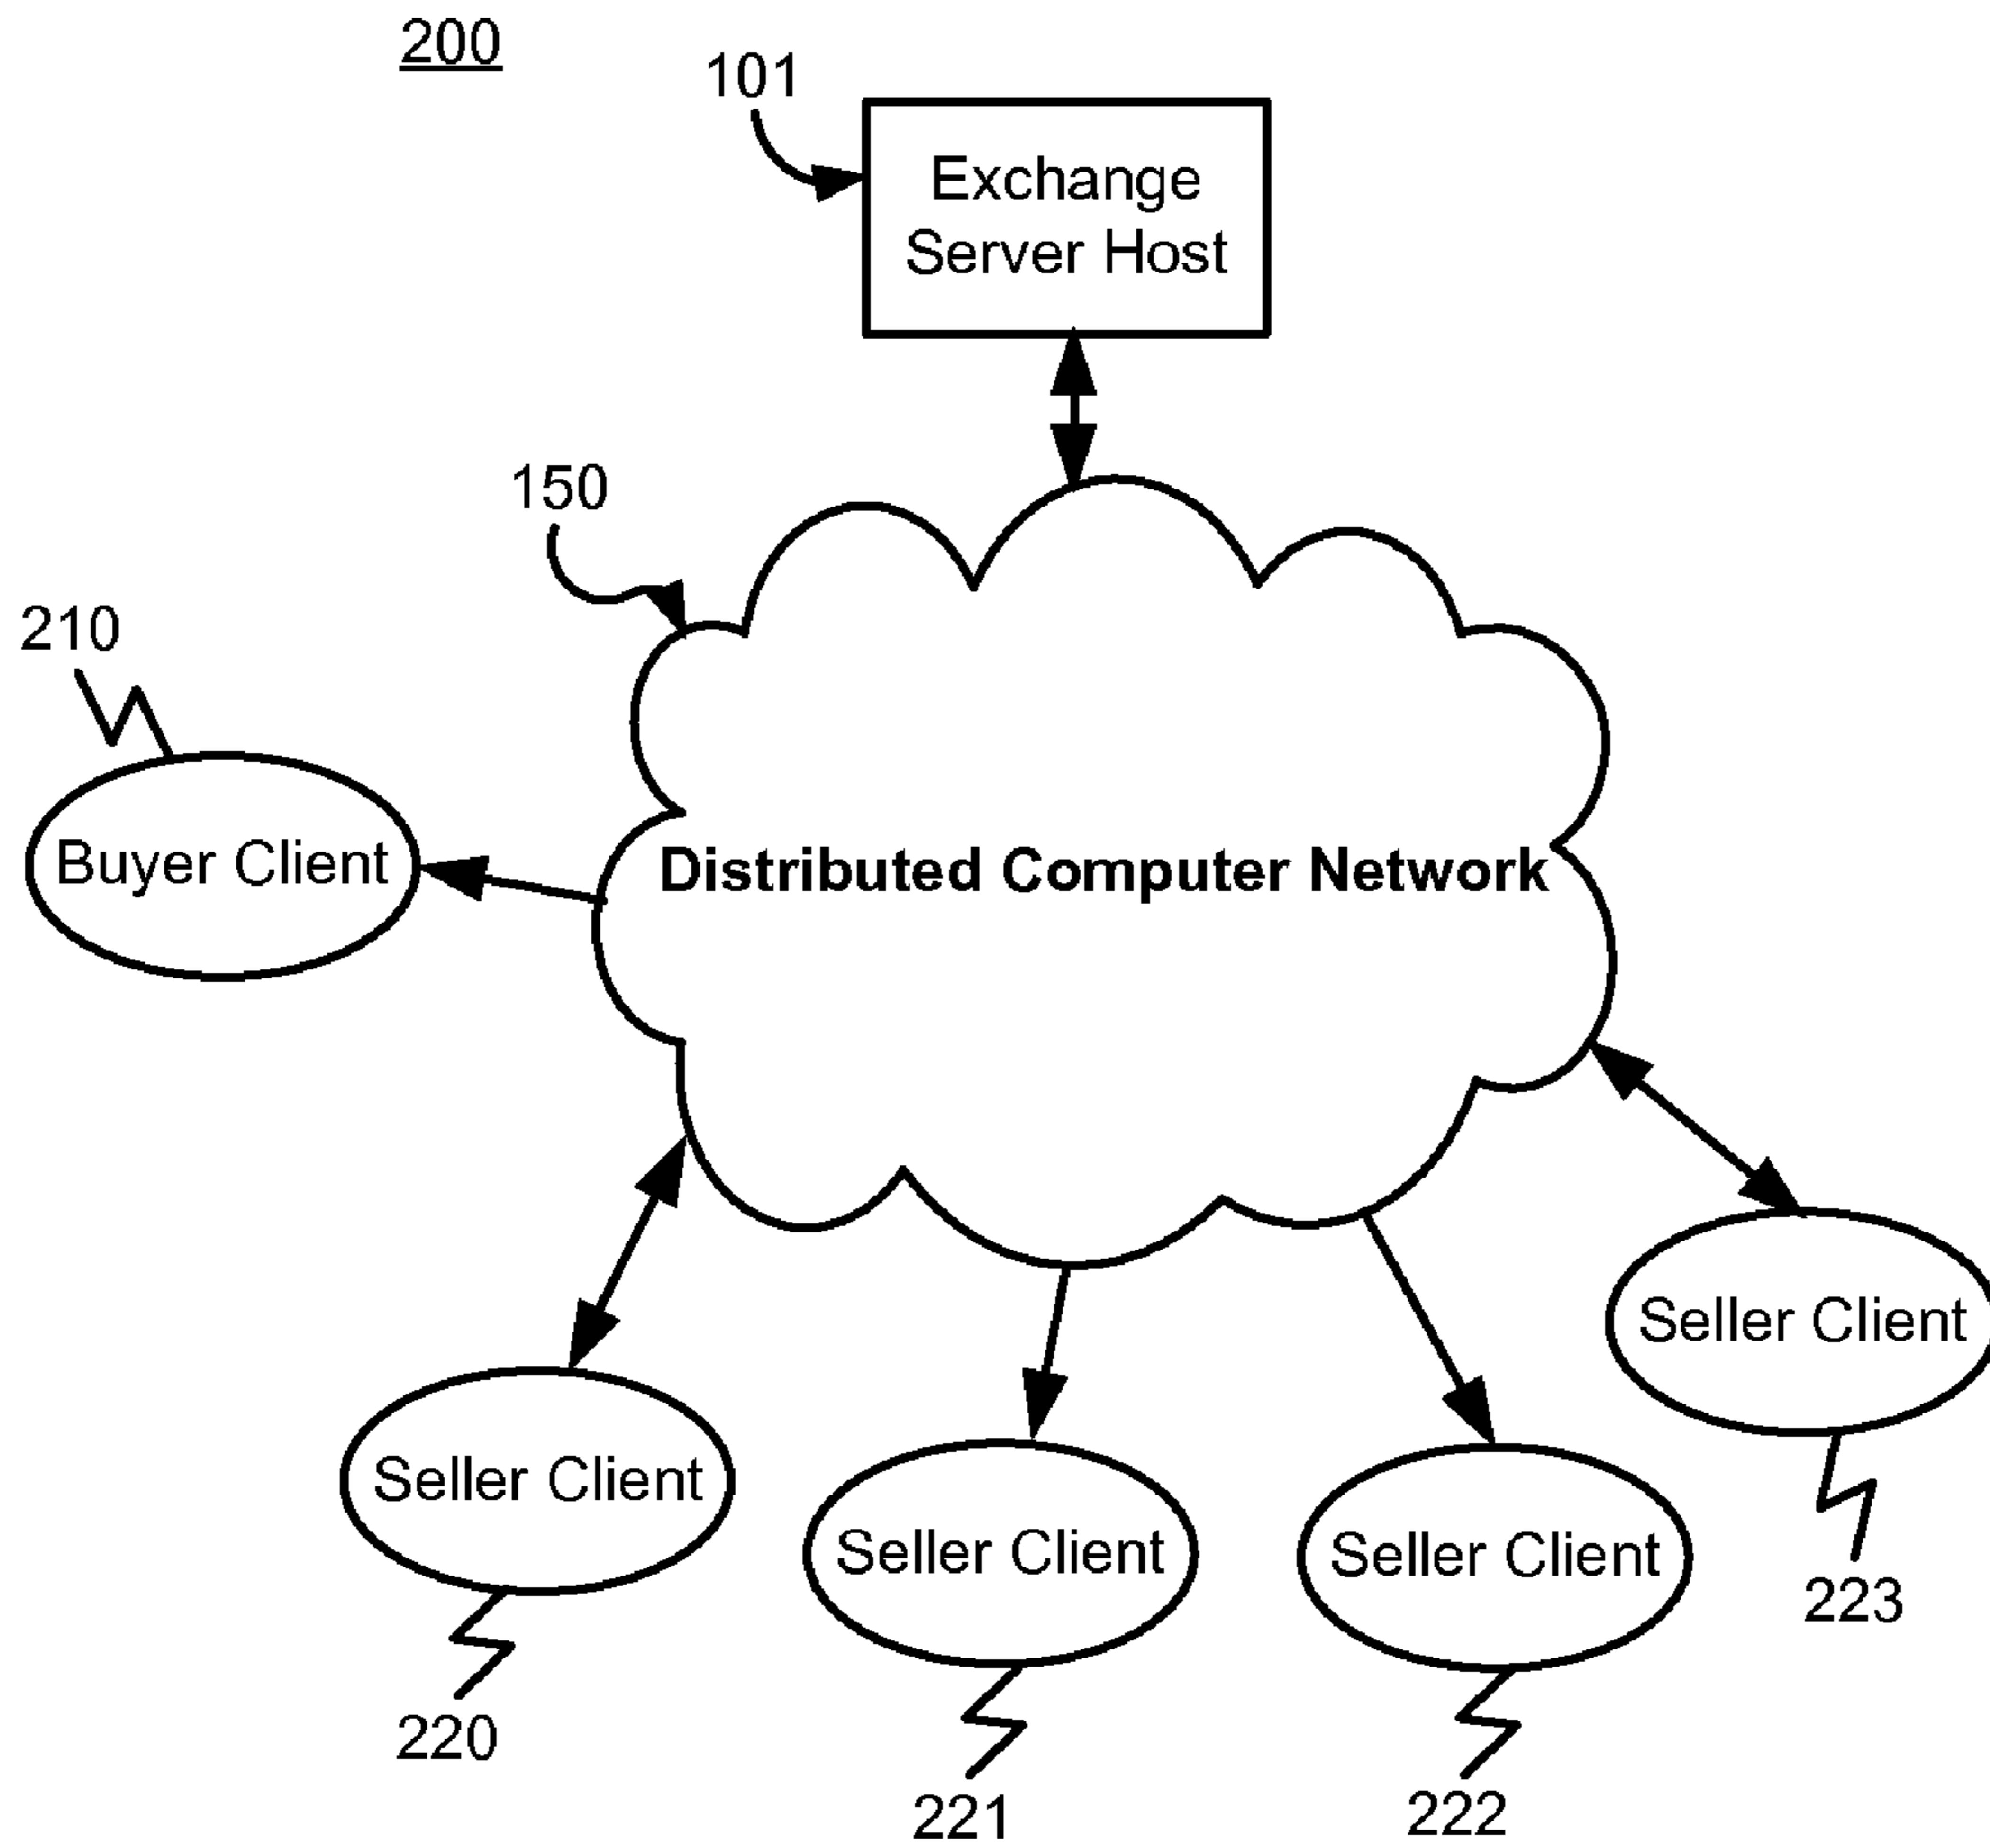 200
101
Exchange
Server Host
150
210
Buyer Client
Distributed Computer Network
Seller Client
Seller Client
Seller Client
Seller Client
223
220
221
222